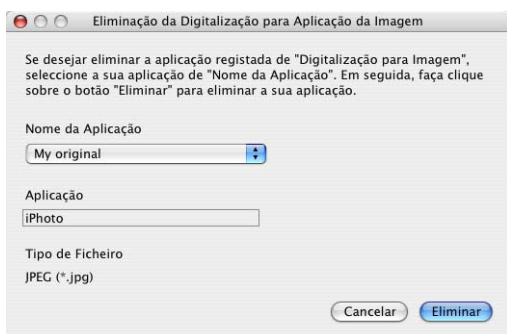 Eliminação da Digitalização para Aplicação da Imagem
Se desejar eliminar a aplicação registada de "Digitalização para Imagem",
seleccione a sua aplicação de "Nome da Aplicação". Em seguida, faça clique
sobre o botão "Eliminar" para eliminar a sua aplicação.
Nome da Aplicação
My original
Aplicação
iPhoto
Tipo de Ficheiro
JPEG (*.jpg)
Cancelar Eliminar